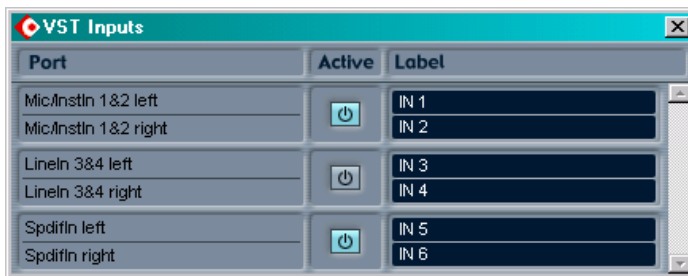 VST Inputs
Port Active Label
Mic/InstIn 1&2 left IN 1
Mic/InstIn 1&2 right IN 2
LineIn 3&4 left IN 3
LineIn 3&4 right IN 4
SpdifIn left IN 5
SpdifIn right IN 6